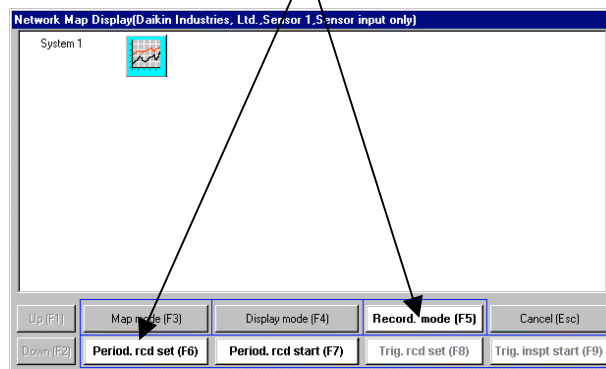 Network Map Display(Daikin Industries, Ltd.,Sensor 1,Sensor input only)
System 1
Up (F1) Map mode (F3) Display mode (F4) Record. mode (F5) Cancel (Esc)
Down (F2) Period. rcd set (F6) Period. rcd start (F7) Trig. rcd set (F8) Trig. inspt start (F9)